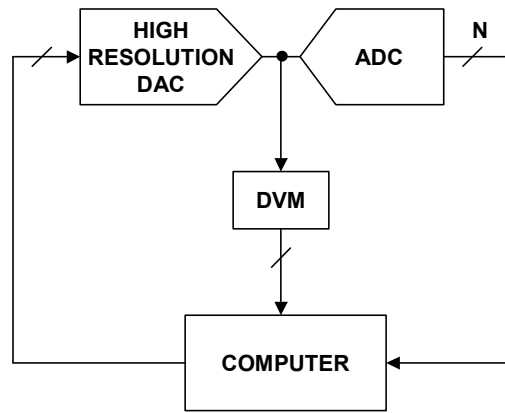 HIGH
RESOLUTION
DAC
ADC
N
DVM
COMPUTER